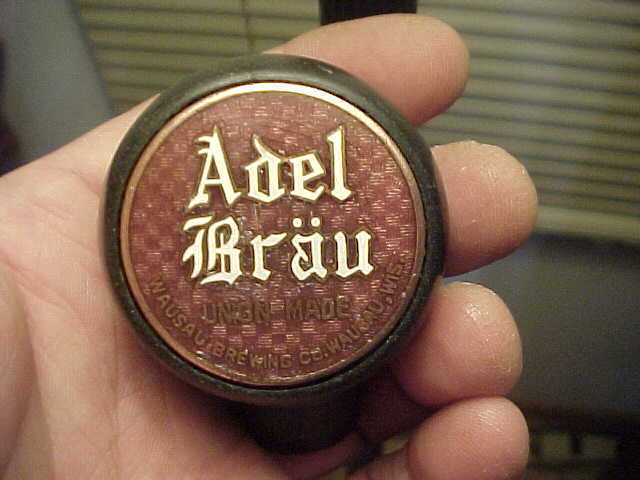 Adel
Bräu
UNION MADE
WAUSAU BREWING CO. WAUSAU, WIS.